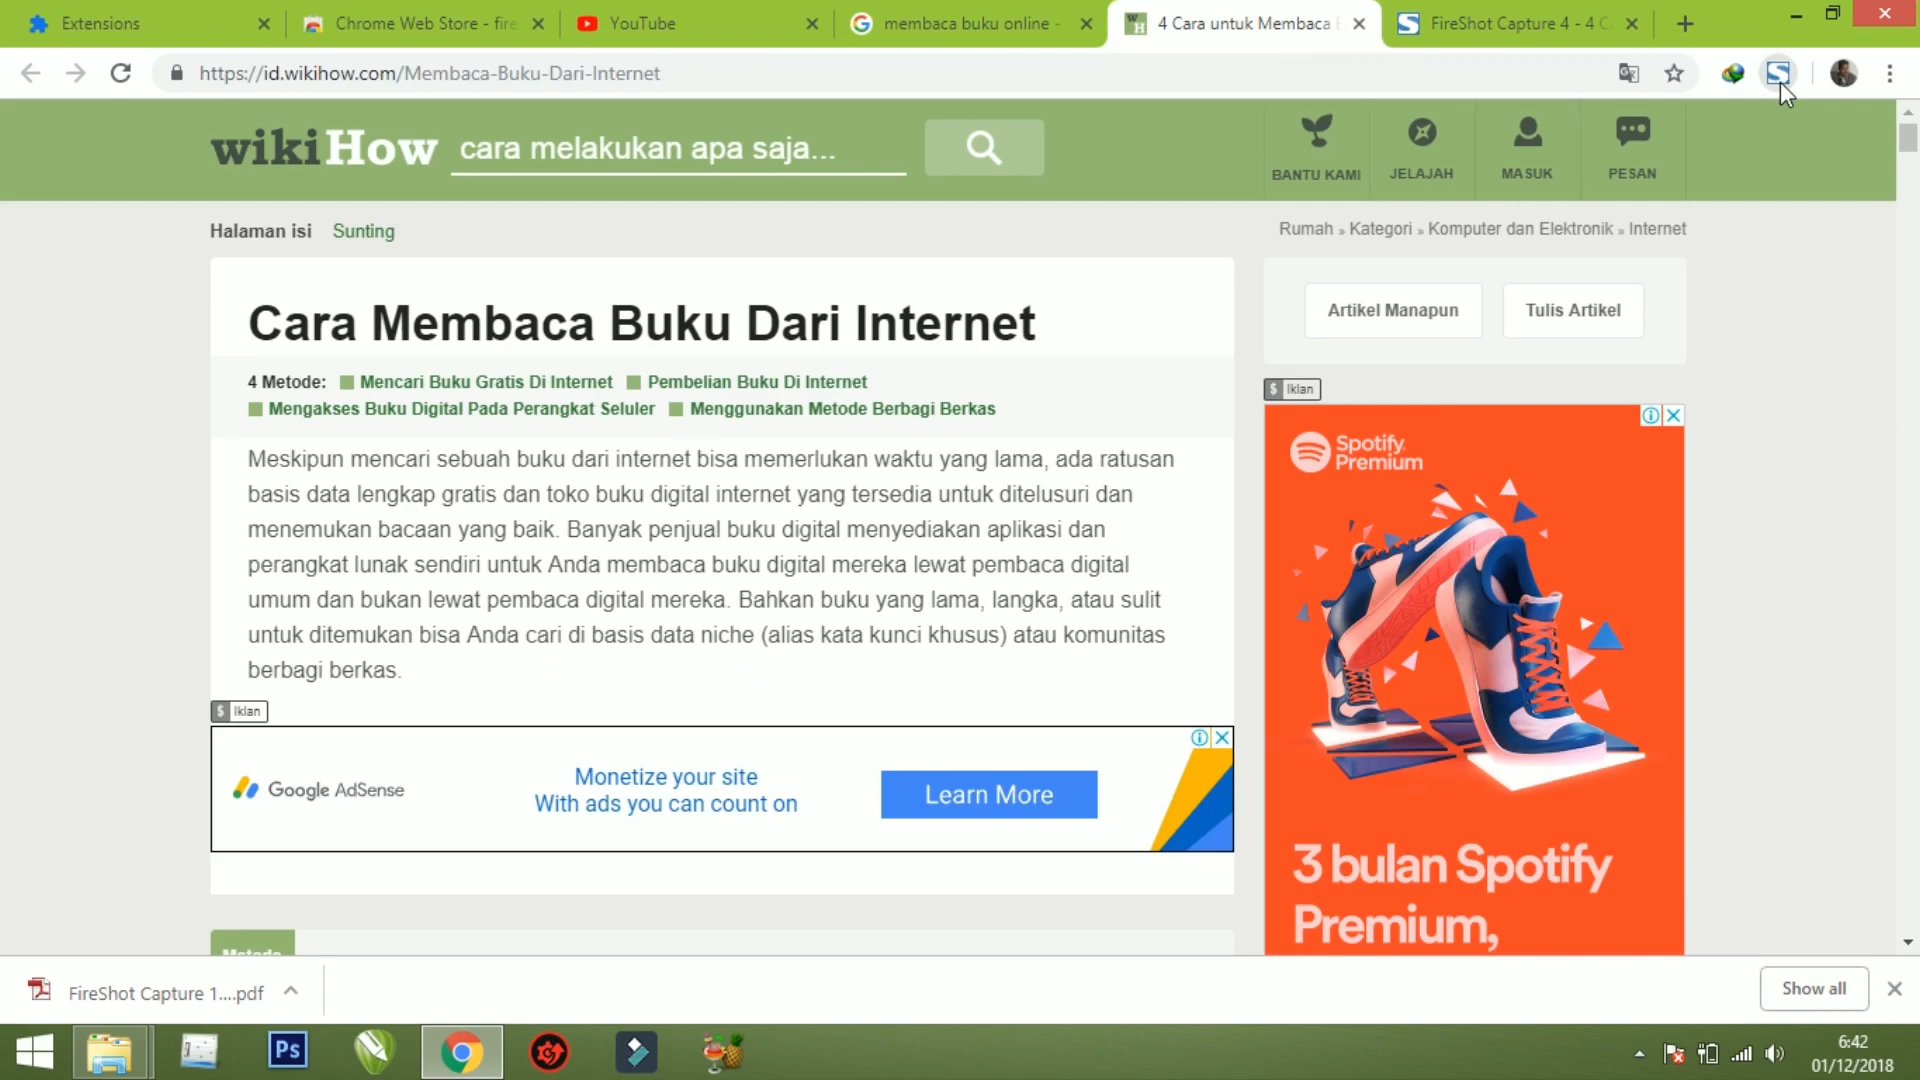 Extensions
Chrome Web Store - fire
YouTube
membaca buku online -
4 Cara untuk Membaca B
FireShot Capture 4 - 4 C
https://id.wikihow.com/Membaca-Buku-Dari-Internet
wikiHow
cara melakukan apa saja...
BANTU KAMI
JELAJAH
MASUK
PESAN
Halaman isi Sunting
Rumah » Kategori » Komputer dan Elektronik » Internet
Cara Membaca Buku Dari Internet
4 Metode: Mencari Buku Gratis Di Internet Pembelian Buku Di Internet
Mengakses Buku Digital Pada Perangkat Seluler Menggunakan Metode Berbagi Berkas
Meskipun mencari sebuah buku dari internet bisa memerlukan waktu yang lama, ada ratusan
basis data lengkap gratis dan toko buku digital internet yang tersedia untuk ditelusuri dan
menemukan bacaan yang baik. Banyak penjual buku digital menyediakan aplikasi dan
perangkat lunak sendiri untuk Anda membaca buku digital mereka lewat pembaca digital
umum dan bukan lewat pembaca digital mereka. Bahkan buku yang lama, langka, atau sulit
untuk ditemukan bisa Anda cari di basis data niche (alias kata kunci khusus) atau komunitas
berbagi berkas.
$ Iklan
Google AdSense
Monetize your site
With ads you can count on
Learn More
Metode
Artikel Manapun
Tulis Artikel
$ Iklan
Spotify
Premium
3 bulan Spotify
Premium,
FireShot Capture 1....pdf
Show all
Ps
6:42
01/12/2018